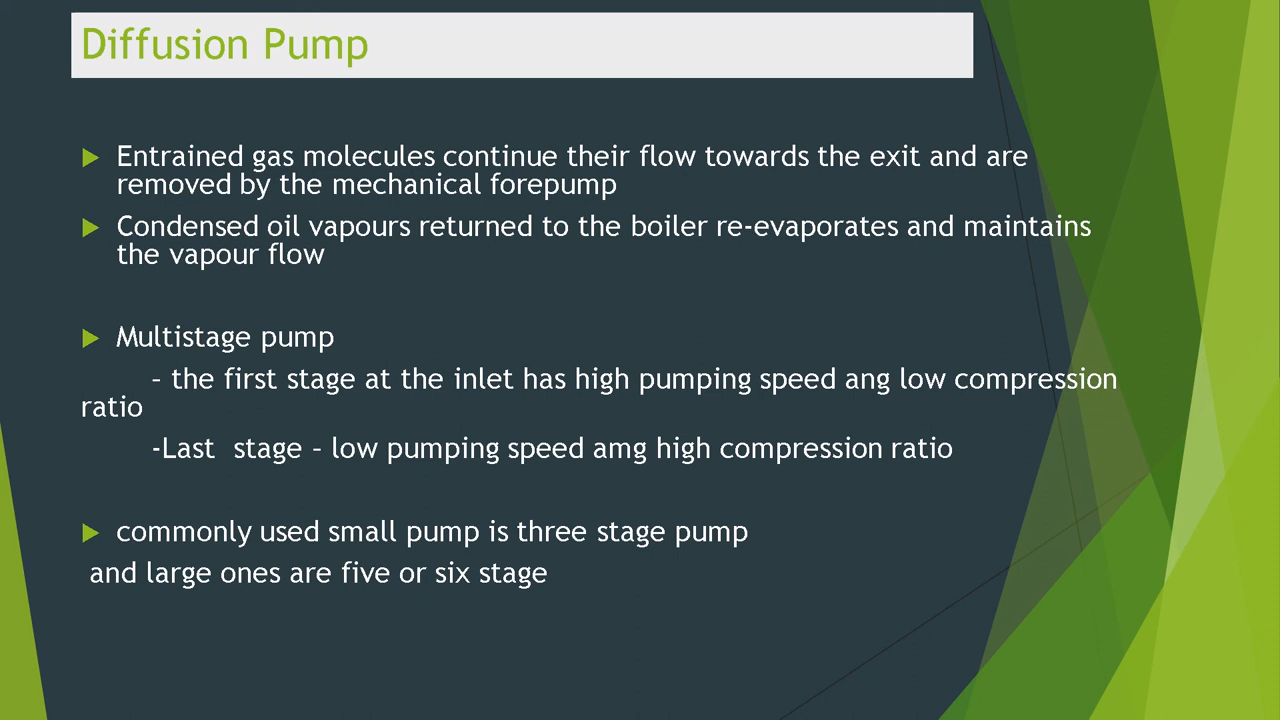 Diffusion Pump
Entrained gas molecules continue their flow towards the exit and are
removed by the mechanical forepump
Condensed oil vapours returned to the boiler re-evaporates and maintains
the vapour flow
Multistage pump
– the first stage at the inlet has high pumping speed ang low compression
ratio
-Last stage – low pumping speed amg high compression ratio
commonly used small pump is three stage pump
and large ones are five or six stage